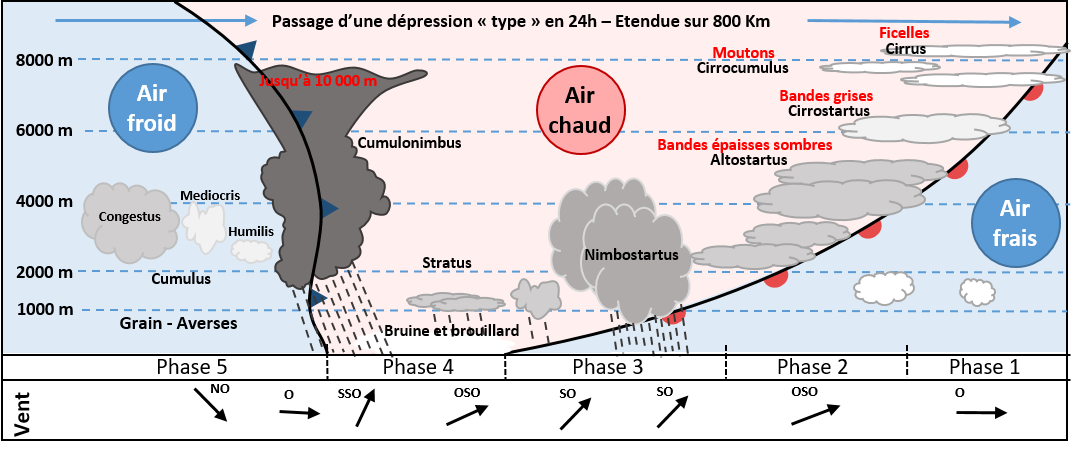 Passage d’une dépression « type » en 24h – Etendue sur 800 Km
Ficelles
Cirrus
Moutons
Cirrocumulus
8000 m
Jusqu’à 10 000 m
Air
froid
Air
chaud
Bandes grises
Cirrostartus
6000 m
Cumulonimbus
Bandes épaisses sombres
Altostartus
4000 m
Mediocris
Congestus
Humilis
Air
frais
Nimbostartus
2000 m
Cumulus
Stratus
1000 m
Grain - Averses
Bruine et brouillard
Phase 5
Phase 4
Phase 3
Phase 2
Phase 1
Vent
NO
O
SSO
OSO
SO
SO
OSO
O